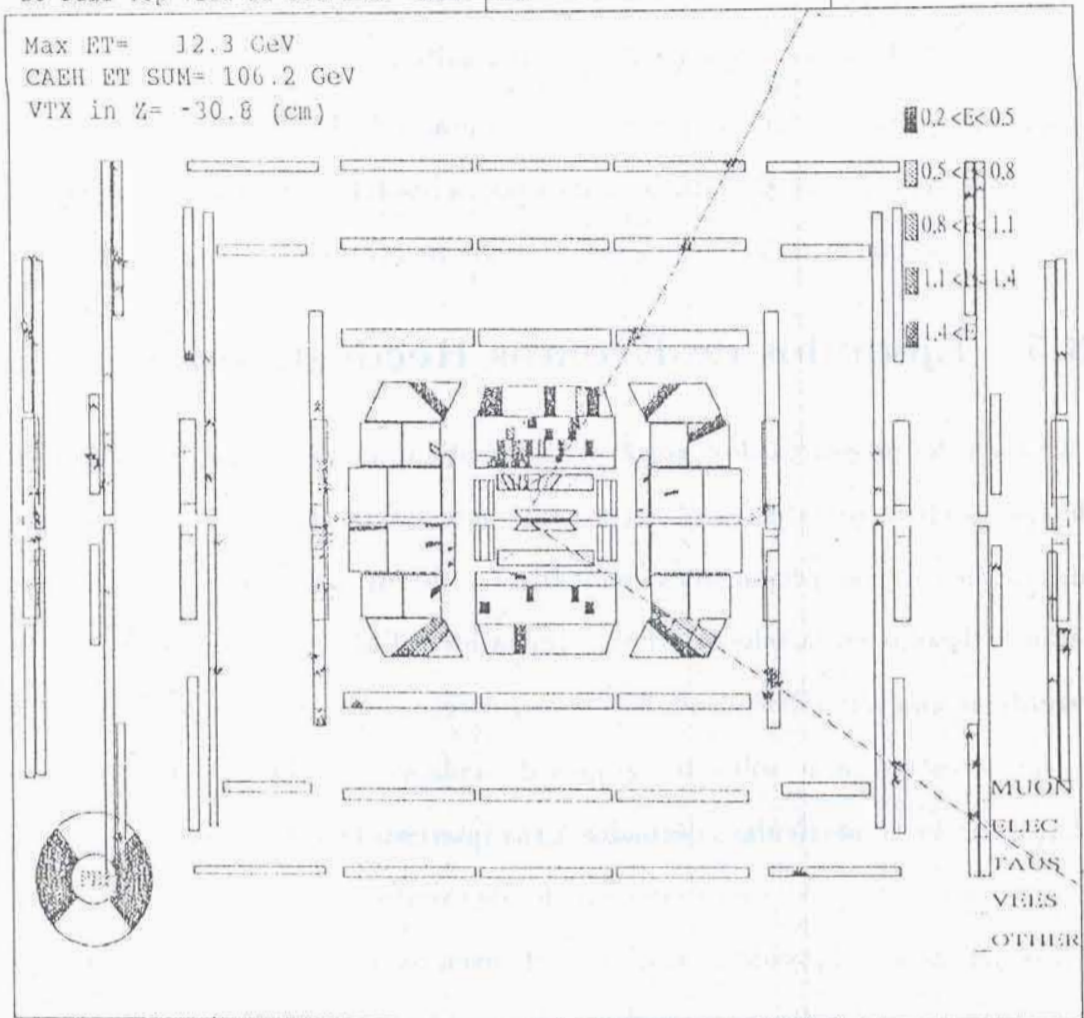 Max ET= 12.3 GeV
CAEH ET SUM= 106.2 GeV
VTX in Z= -30.8 (cm)
0.2<E<0.5
0.5<E<0.8
0.8<E<1.1
1.1<E<1.4
1.4<E
MUON
ELEC
TAUS
VEES
OTHER
PHI